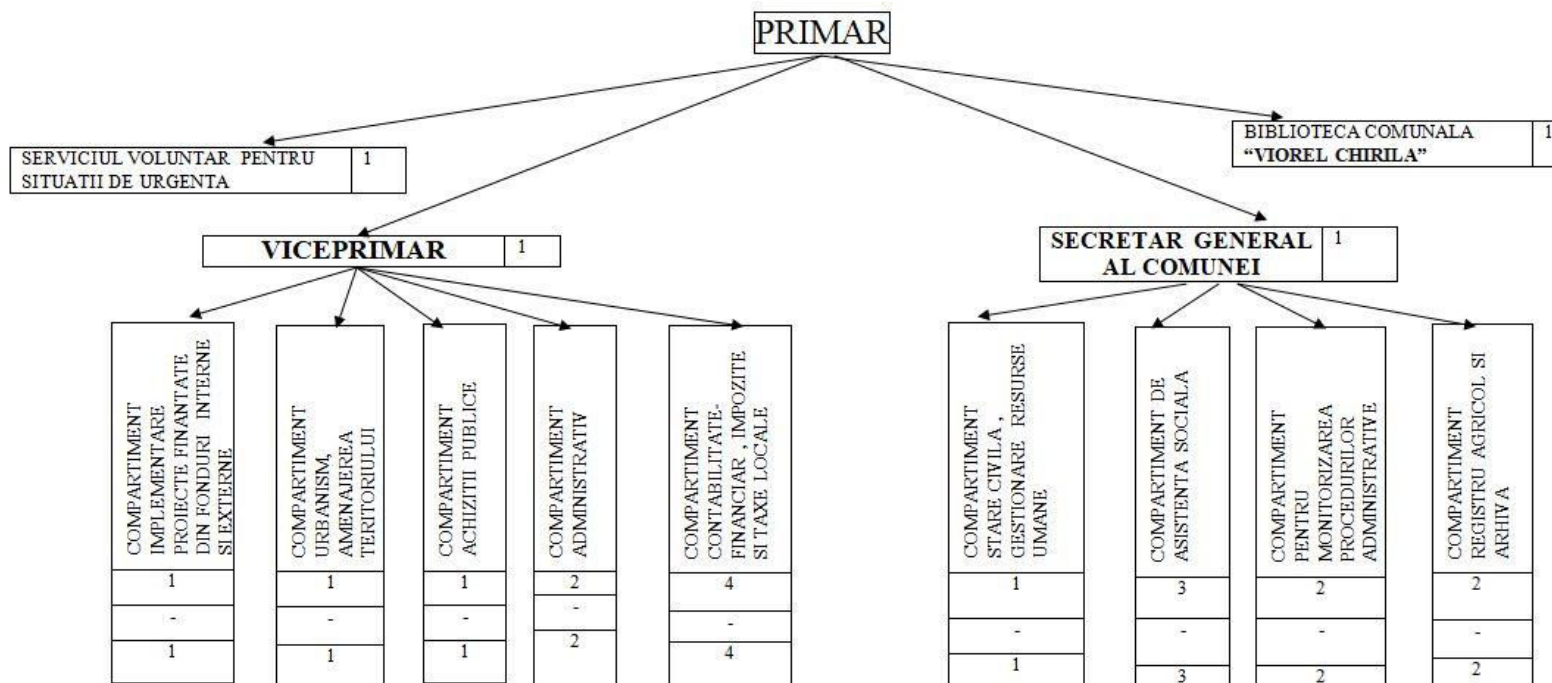 PRIMAR
SERVICIUL VOLUNTAR PENTRU
SITUATII DE URGENTA
1
BIBLIOTECA COMUNALA
“VIOREL CHIRILA”
1
VICEPRIMAR
1
SECRETAR GENERAL
AL COMUNEI
1
COMPARTIMENT
IMPLEMENTARE
PROIECTE FINANTATE
DIN FONDURI INTERNE
SI EXTERNE
1
-
1
COMPARTIMENT
URBANISM,
AMENAJEREA
TERITORIULUI
1
-
1
COMPARTIMENT
ACHIZITII PUBLICE
1
-
1
COMPARTIMENT
ADMINISTRATIV
2
-
2
COMPARTIMENT
CONTABILITATE-
FINANCIAR , IMPOZITE
SI TAXE LOCALE
4
-
4
COMPARTIMENT
STARE CIVILA ,
GESTIONARE RESURSE
UMANE
1
-
1
COMPARTIMENT DE
ASISTENTA SOCIALA
3
-
3
COMPARTIMENT
PENTRU
MONITORIZAREA
PROCEDURILOR
ADMINISTRATIVE
2
-
2
COMPARTIMENT
REGISTRU AGRICOL SI
ARHIVA
2
-
2